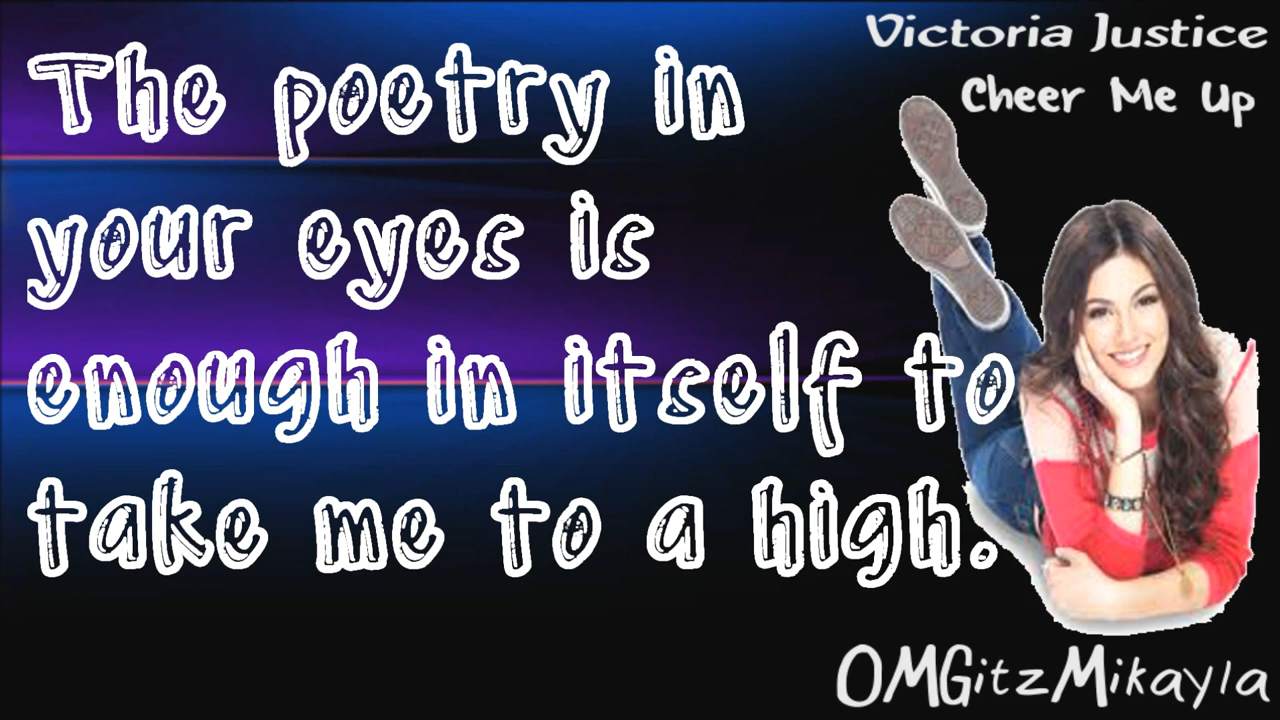 Victoria Justice
Cheer Me Up
The poetry in
your eyes is
enough in itself to
take me to a high.
OMGitzMikayla